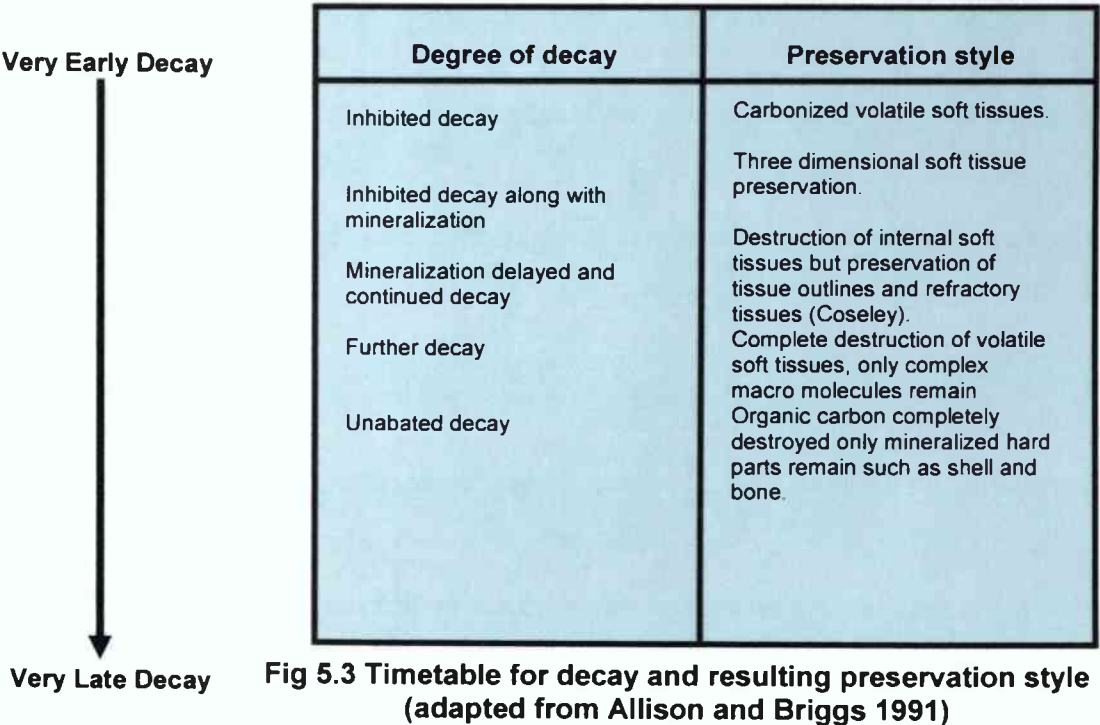 Very Early Decay
Degree of decay
Preservation style
Inhibited decay
Carbonized volatile soft tissues.
Three dimensional soft tissue
preservation.
Inhibited decay along with
mineralization
Destruction of internal soft
tissues but preservation of
tissue outlines and refractory
tissues (Coseley).
Mineralization delayed and
continued decay
Further decay
Complete destruction of volatile
soft tissues, only complex
macro molecules remain
Unabated decay
Organic carbon completely
destroyed only mineralized hard
parts remain such as shell and
bone.
Very Late Decay
Fig 5.3 Timetable for decay and resulting preservation style
(adapted from Allison and Briggs 1991)